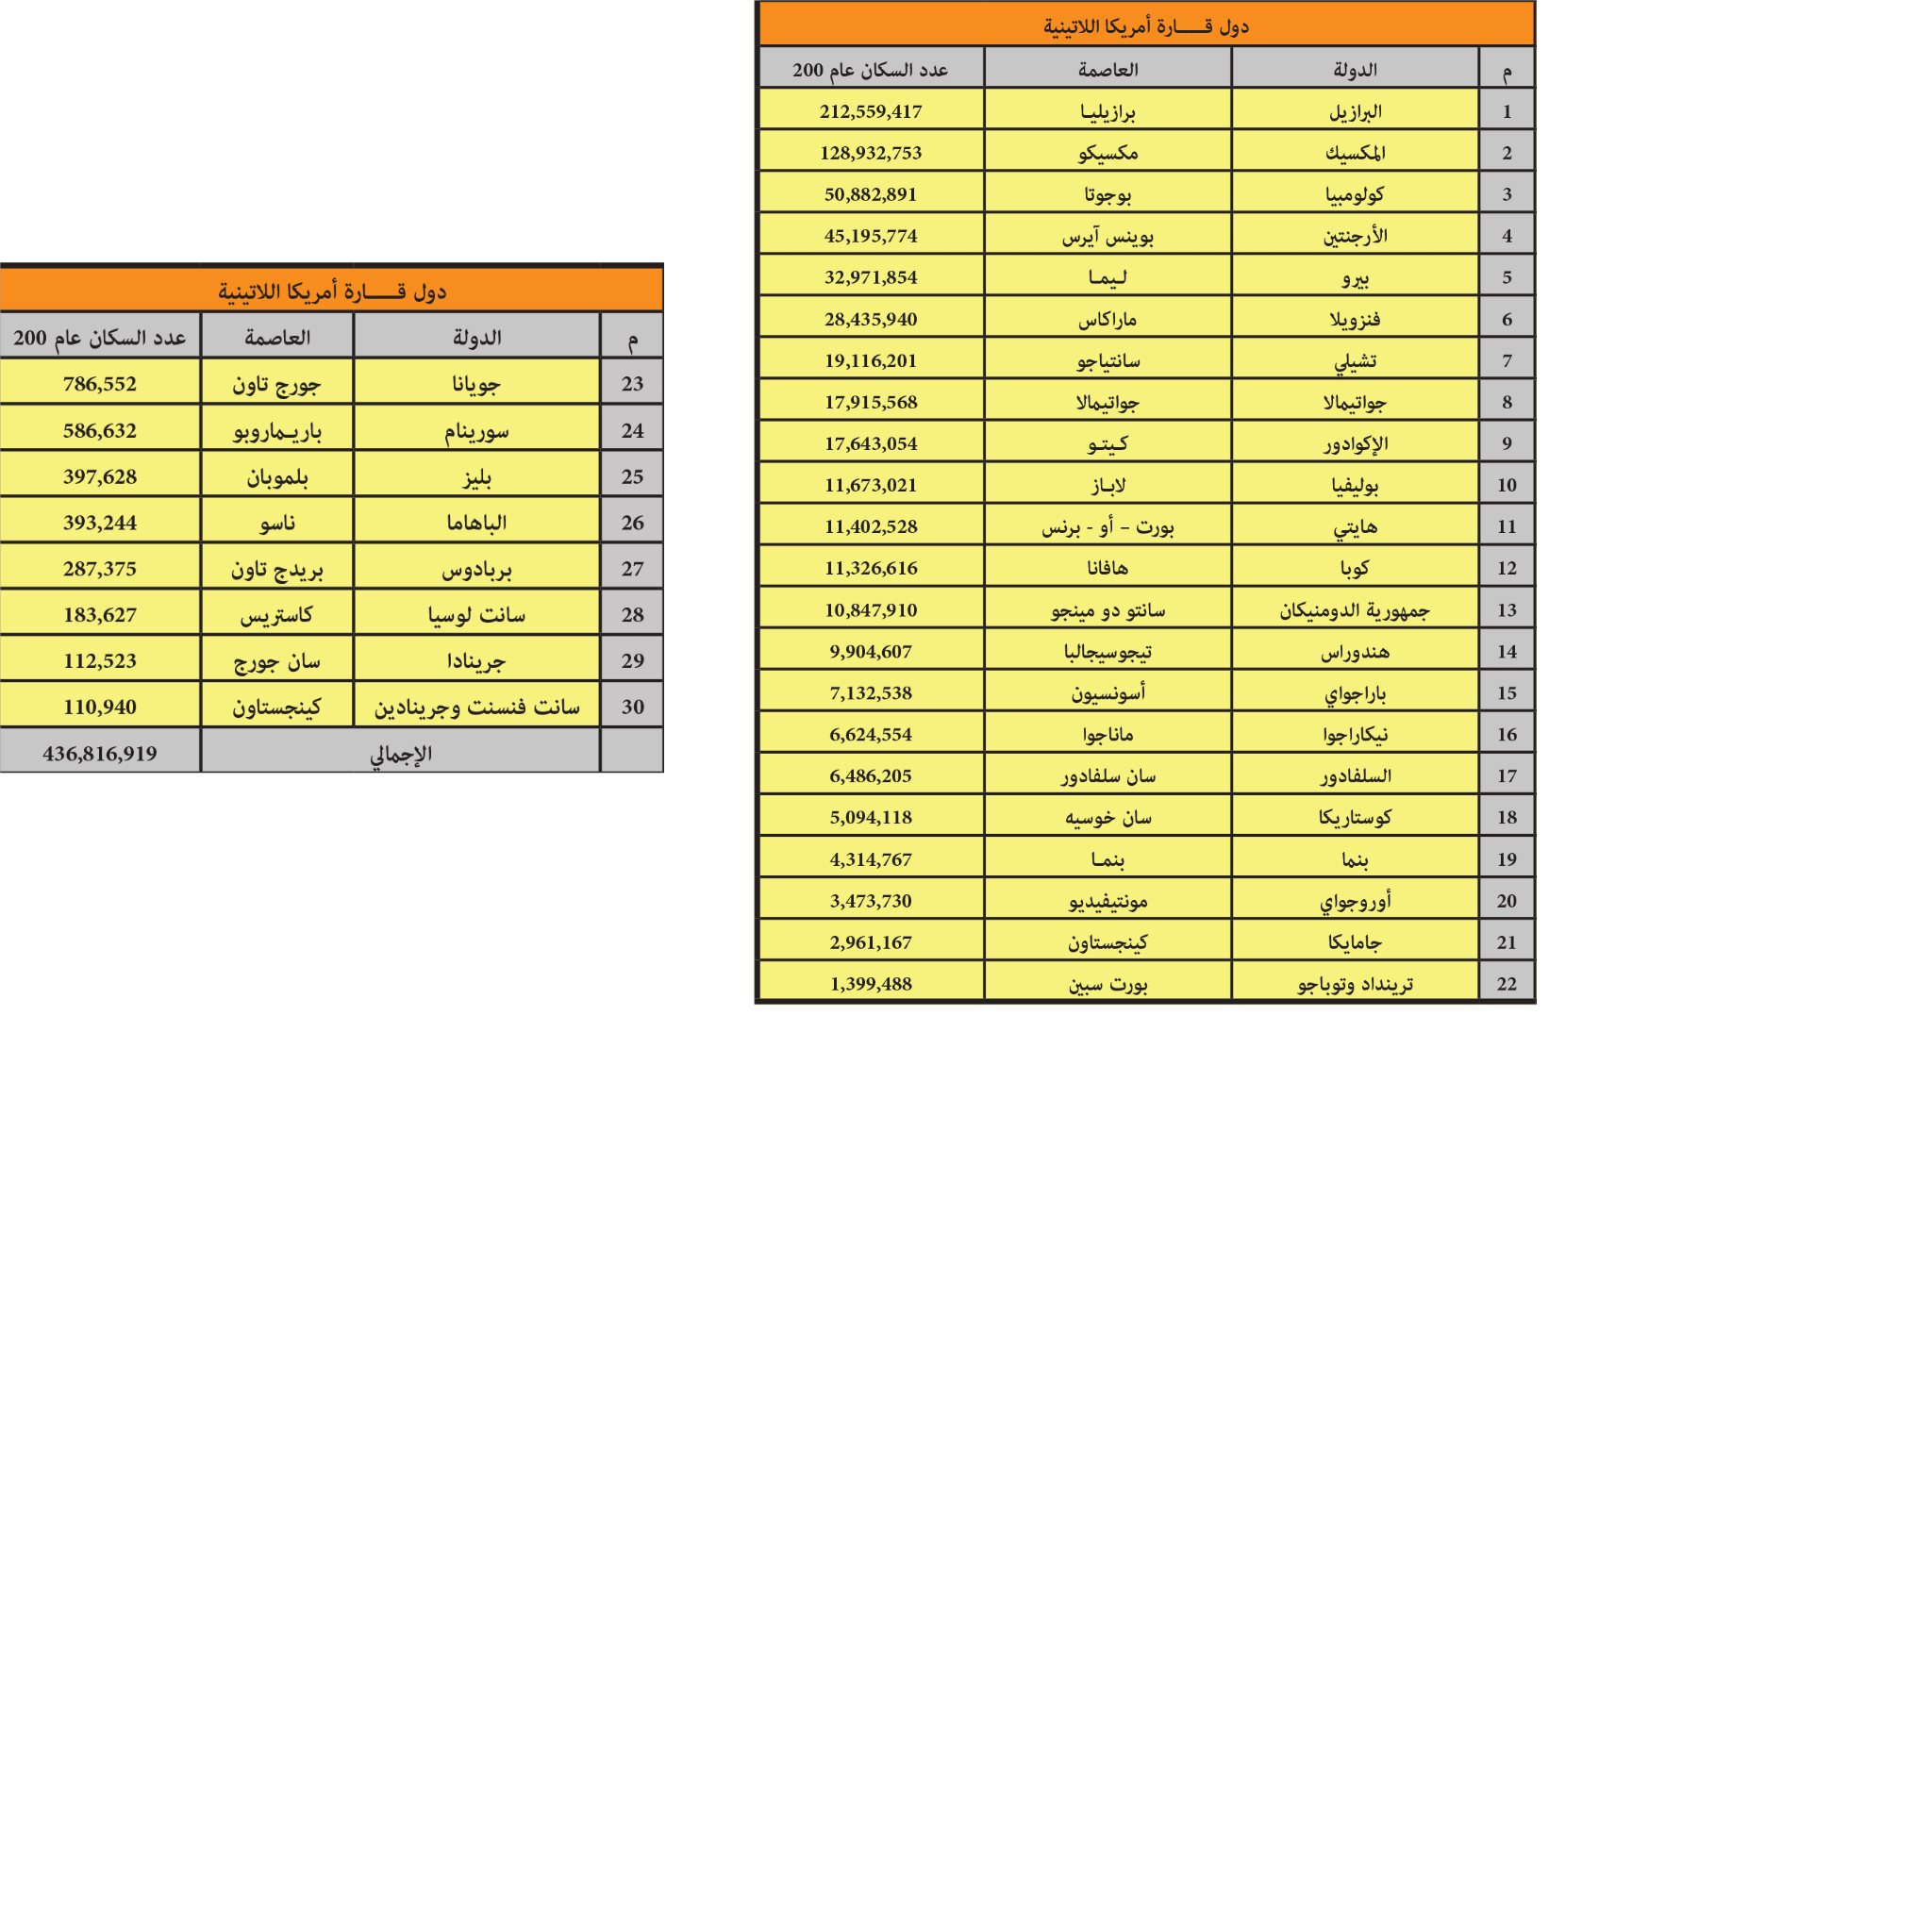 دول قـــــارة أمريكا اللاتينية
م الدولة العاصمة عدد السكان عام 200
1 البرازيل برازيليـا 212,559,417
2 المكسيك مكسيكو 128,932,753
3 كولومبيا بوجوتا 50,882,891
4 الأرجنتين بوينس آيرس 45,195,774
5 بيرو لـيمـا 32,971,854
6 فنزويلا ماراكاس 28,435,940
7 تشيلي سانتياجو 19,116,201
8 جواتيمالا جواتيمالا 17,915,568
9 الإكوادور كـيتـو 17,643,054
10 بوليفيا لابـاز 11,673,021
11 هايتي بورت – أو - برنس 11,402,528
12 كوبا هافانا 11,326,616
13 جمهورية الدومنيكان سانتو دو مينجو 10,847,910
14 هندوراس تيجوسيجالبا 9,904,607
15 باراجواي أسونسيون 7,132,538
16 نيكاراجوا ماناجوا 6,624,554
17 السلفادور سان سلفادور 6,486,205
18 كوستاريكا سان خوسيه 5,094,118
19 بنما بنمـا 4,314,767
20 أوروجواي مونتيفيديو 3,473,730
21 جامايكا كينجستاون 2,961,167
22 ترينداد وتوباجو بورت سبين 1,399,488
دول قـــــارة أمريكا اللاتينية
م الدولة العاصمة عدد السكان عام 200
23 جويانا جورج تاون 786,552
24 سورينام باريـماروبو 586,632
25 بليز بلموبان 397,628
26 الباهاما ناسو 393,244
27 بربادوس بريدج تاون 287,375
28 سانت لوسيا كاستريس 183,627
29 جرينادا سان جورج 112,523
30 سانت فنسنت وجرينادين كينجستاون 110,940
الإجمالي 436,816,919